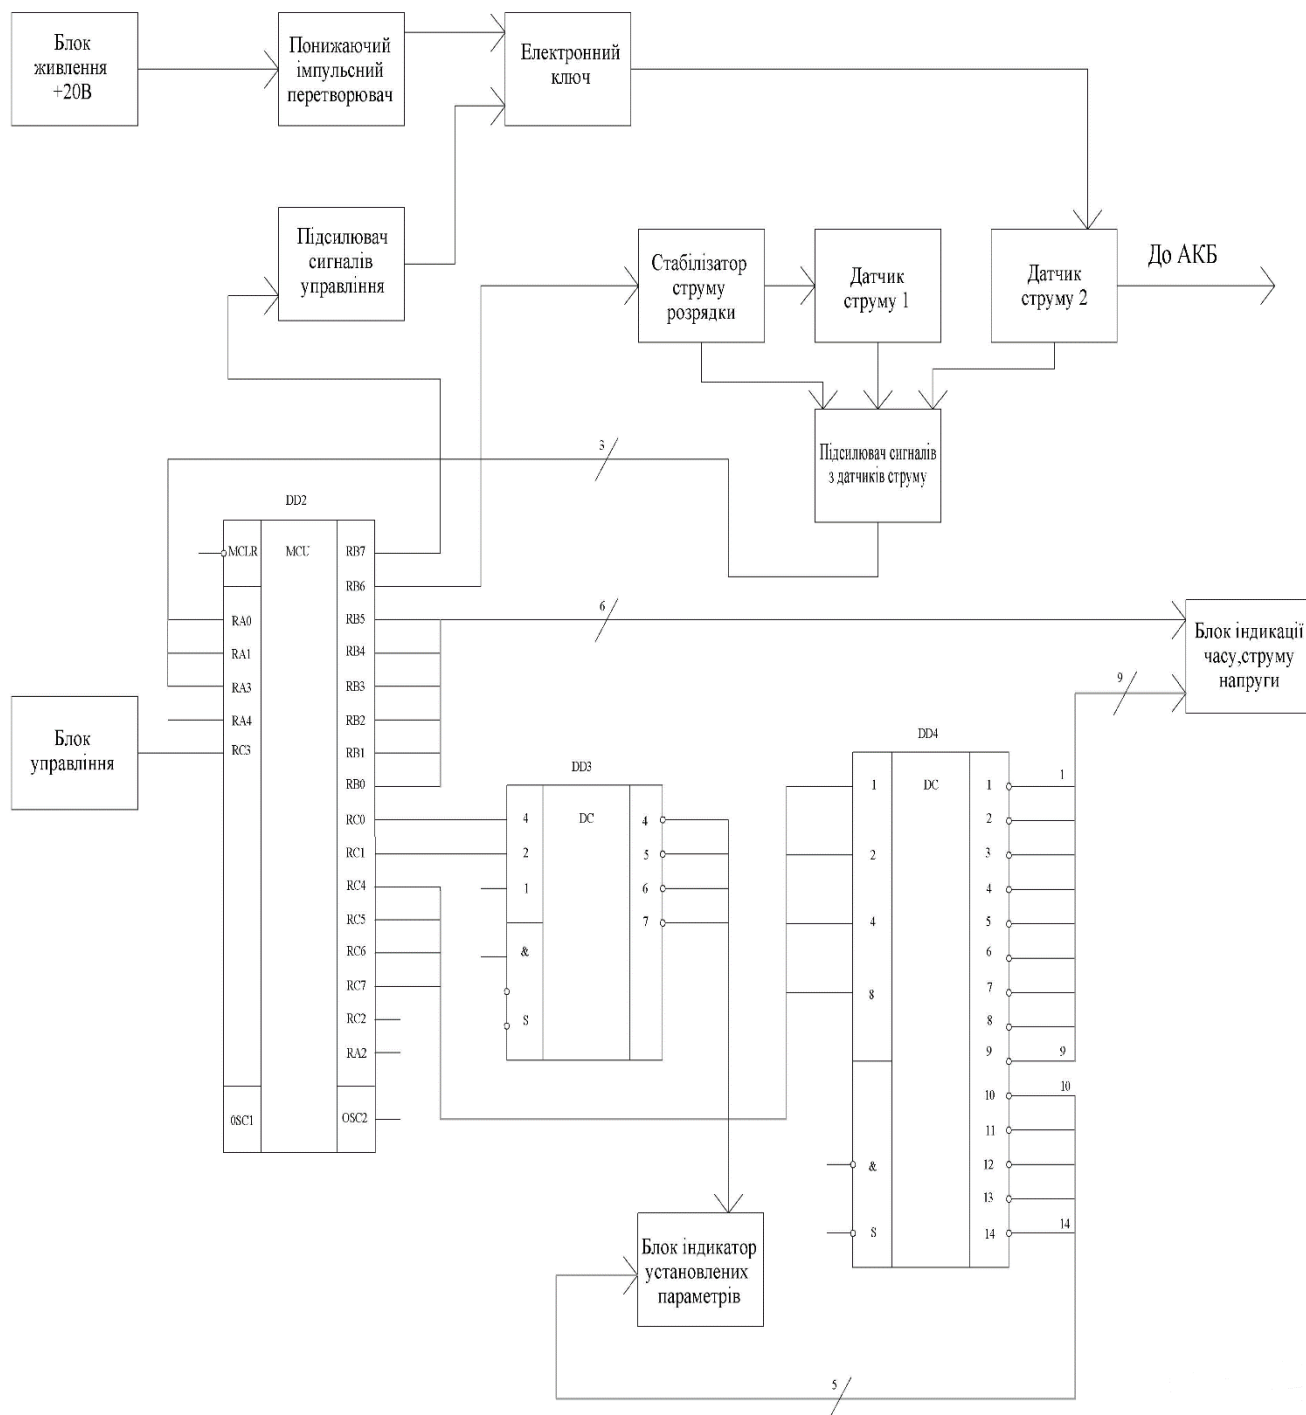 Блок
живлення
+20В
Понижаючий
імпульсний
перетворювач
Електронний
ключ
Підсилювач
сигналів
управління
Стабілізатор
струму
розрядки
Датчик
струму 1
Датчик
струму 2
До АКБ
Підсилювач сигналів
з датчиків струму
3
DD2
MCLR
MCU
RB7
RB6
RA0
RB5
RA1
RB4
RA3
RB3
RA4
RB2
RC3
RB1
RB0
RC0
RC1
RC4
RC5
RC6
RC7
RC2
RA2
0SC1
OSC2
6
Блок індикації
часу,струму
напруги
9
Блок
управління
DD3
4
DC
4
2
5
1
6
7
&
S
DD4
1
DC
1
1
2
2
3
4
4
5
6
7
8
8
9
9
10
10
11
&
12
13
S
14
14
Блок індикатор
установлених
параметрів
5